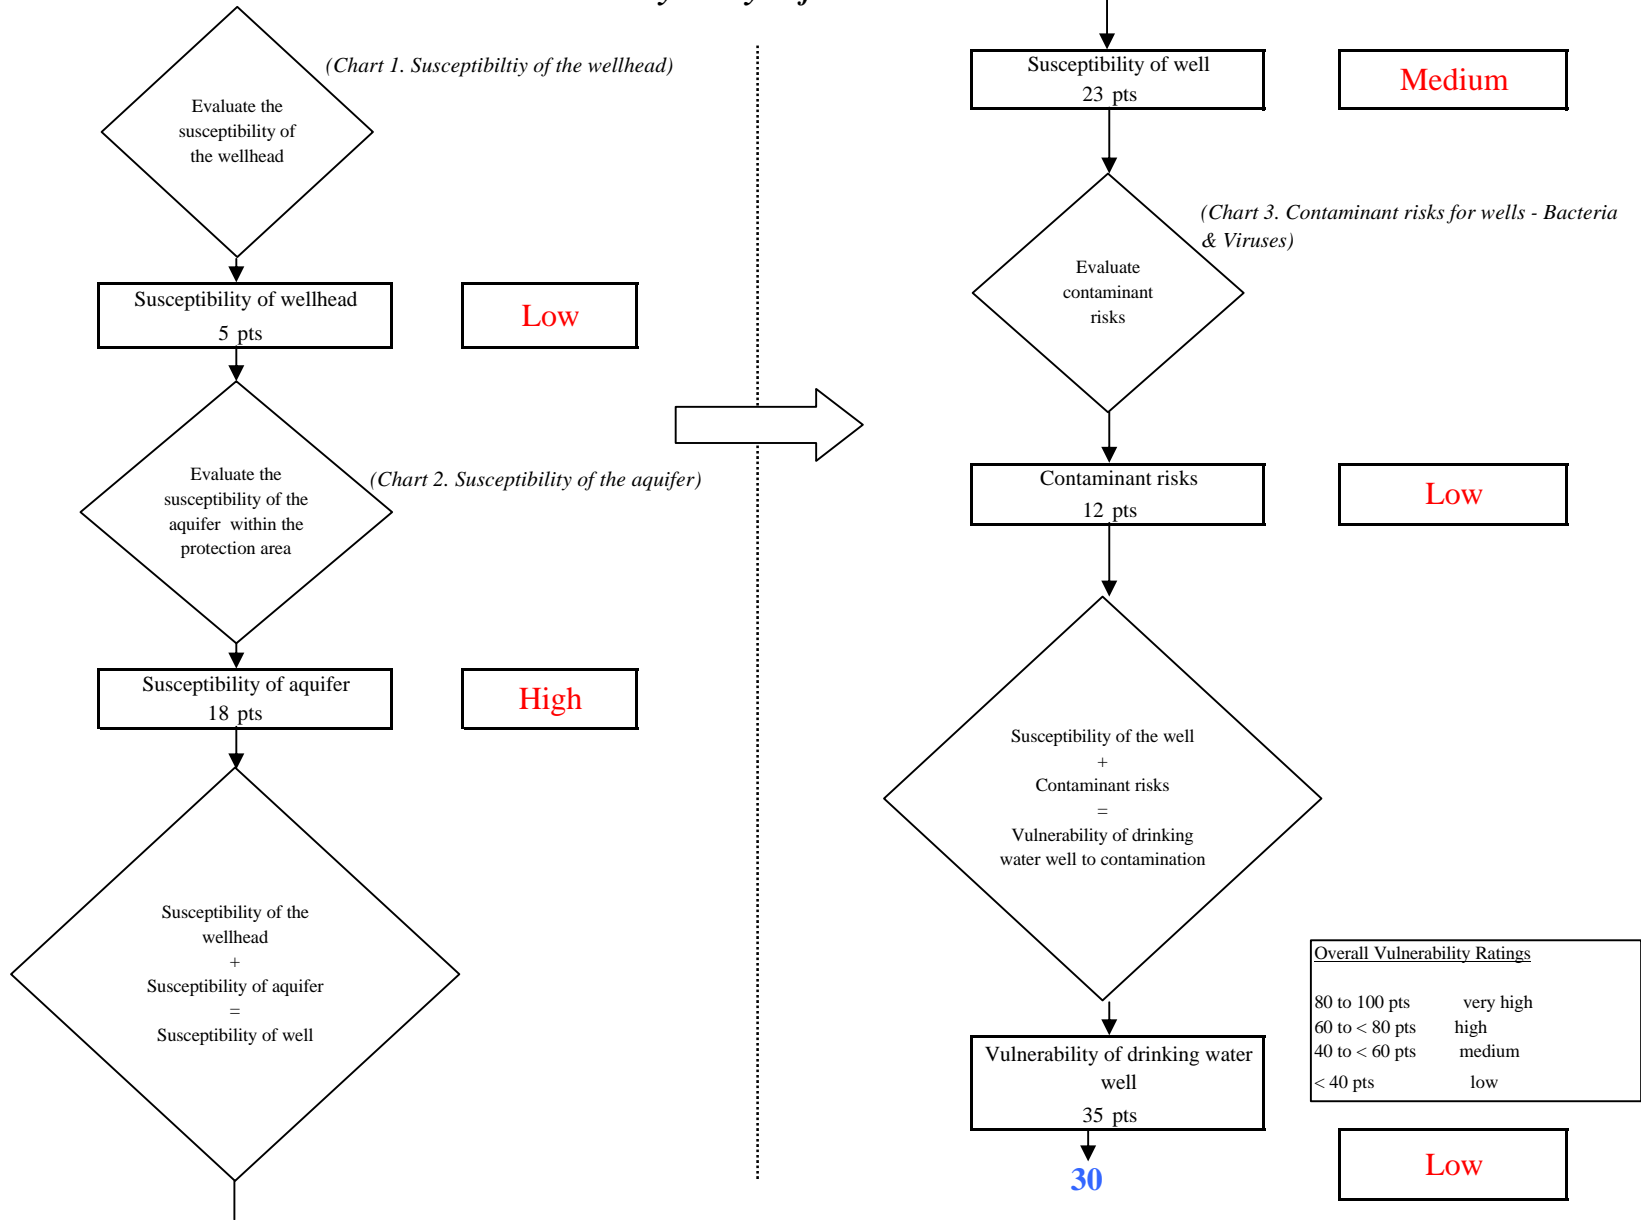 (Chart 1. Susceptibiltiy of the wellhead)
Evaluate the
susceptibility of
the wellhead
Susceptibility of wellhead
5 pts
Low
Evaluate the
susceptibility of the
aquifer within the
protection area
(Chart 2. Susceptibility of the aquifer)
Susceptibility of aquifer
18 pts
High
Susceptibility of the
wellhead
+
Susceptibility of aquifer
=
Susceptibility of well
Susceptibility of well
23 pts
Medium
(Chart 3. Contaminant risks for wells - Bacteria
& Viruses)
Evaluate
contaminant
risks
Contaminant risks
12 pts
Low
Susceptibility of the well
+
Contaminant risks
=
Vulnerability of drinking
water well to contamination
Overall Vulnerability Ratings
80 to 100 pts very high
60 to < 80 pts high
40 to < 60 pts medium
< 40 pts low
Vulnerability of drinking water
well
35 pts
30
Low